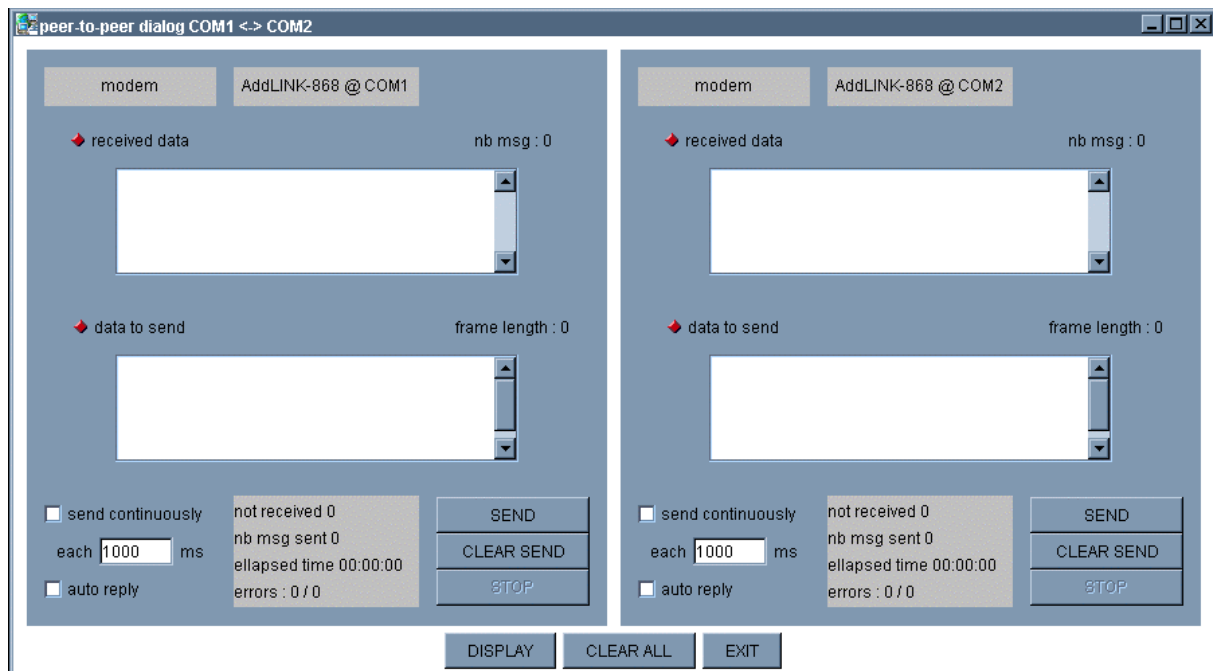 peer-to-peer dialog COM1 <-> COM2
modem
AddLINK-868 @ COM1
received data
nb msg : 0
data to send
frame length : 0
send continuously
each 1000 ms
auto reply
not received 0
nb msg sent 0
ellapsed time 00:00:00
errors : 0 / 0
SEND
CLEAR SEND
STOP
modem
AddLINK-868 @ COM2
received data
nb msg : 0
data to send
frame length : 0
send continuously
each 1000 ms
auto reply
not received 0
nb msg sent 0
ellapsed time 00:00:00
errors : 0 / 0
SEND
CLEAR SEND
STOP
DISPLAY
CLEAR ALL
EXIT